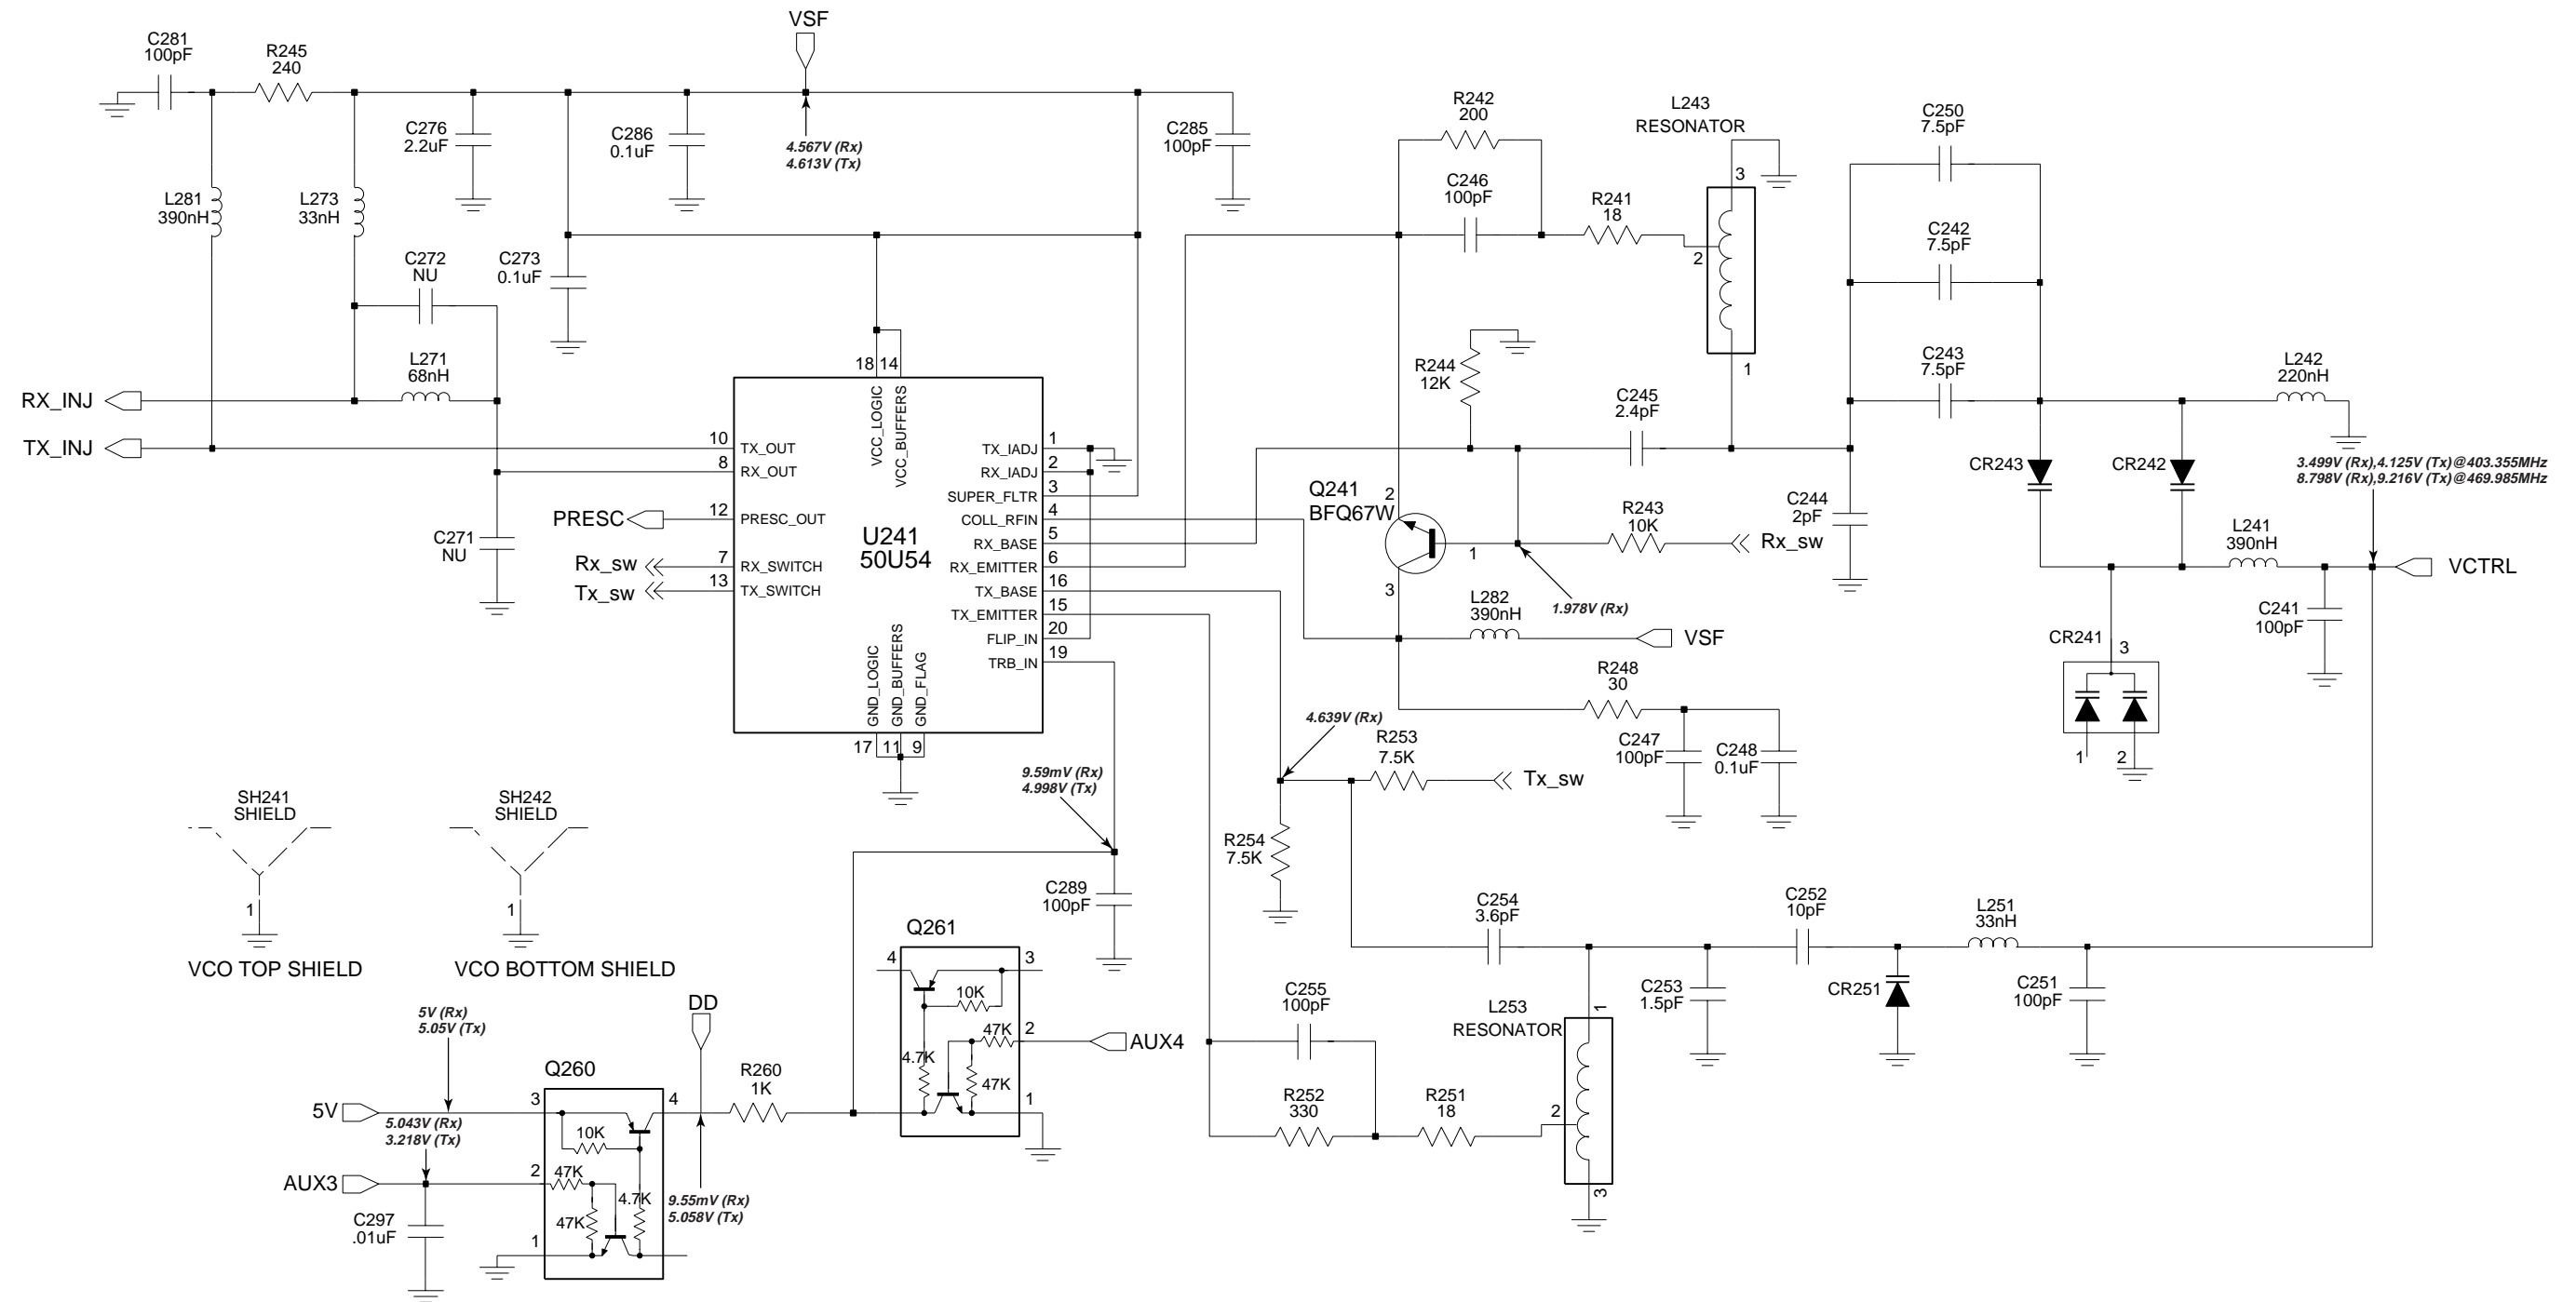 VSF
C281
100pF
R245
240
C276
2.2uF
C286
0.1uF
4.567V (Rx)
4.613V (Tx)
C285
100pF
R242
200
L243
RESONATOR
3
2
1
C250
7.5pF
L281
390nH
L273
33nH
C246
100pF
R241
18
C242
7.5pF
C272
NU
C273
0.1uF
L271
68nH
R244
12K
C245
2.4pF
C243
7.5pF
L242
220nH
RX_INJ
TX_INJ
18
14
VCC_LOGIC
VCC_BUFFERS
10
TX_OUT
8
RX_OUT
12
PRESC_OUT
7
RX_SWITCH
13
TX_SWITCH
PRESC
Rx_sw
Tx_sw
C271
NU
U241
50U54
TX_IADJ
1
RX_IADJ
2
SUPER_FLTR
3
COLL_RFIN
4
RX_BASE
5
RX_EMITTER
6
TX_BASE
16
TX_EMITTER
15
FLIP_IN
20
TRB_IN
19
GND_LOGIC
GND_BUFFERS
GND_FLAG
17
11
9
Q241
BFQ67W
2
1
3
R243
10K
Rx_sw
1.978V (Rx)
C244
2pF
CR243
CR242
3.499V (Rx),4.125V (Tx)@403.355MHz
8.798V (Rx),9.216V (Tx)@469.985MHz
L241
390nH
VCTRL
C241
100pF
CR241
3
1
2
L282
390nH
VSF
R248
30
C247
100pF
C248
0.1uF
4.639V (Rx)
R253
7.5K
Tx_sw
R254
7.5K
9.59mV (Rx)
4.998V (Tx)
C289
100pF
SH241
SHIELD
1
VCO TOP SHIELD
SH242
SHIELD
1
VCO BOTTOM SHIELD
C254
3.6pF
C252
10pF
L251
33nH
C253
1.5pF
CR251
C251
100pF
C255
100pF
L253
RESONATOR
1
2
3
R252
330
R251
18
Q261
4
3
10K
47K
2
4.7K
47K
1
AUX4
DD
R260
1K
5V (Rx)
5.05V (Tx)
Q260
5V
3
4
5.043V (Rx)
3.218V (Tx)
10K
AUX3
2
47K
4.7K
47K
1
9.55mV (Rx)
5.058V (Tx)
C297
.01uF